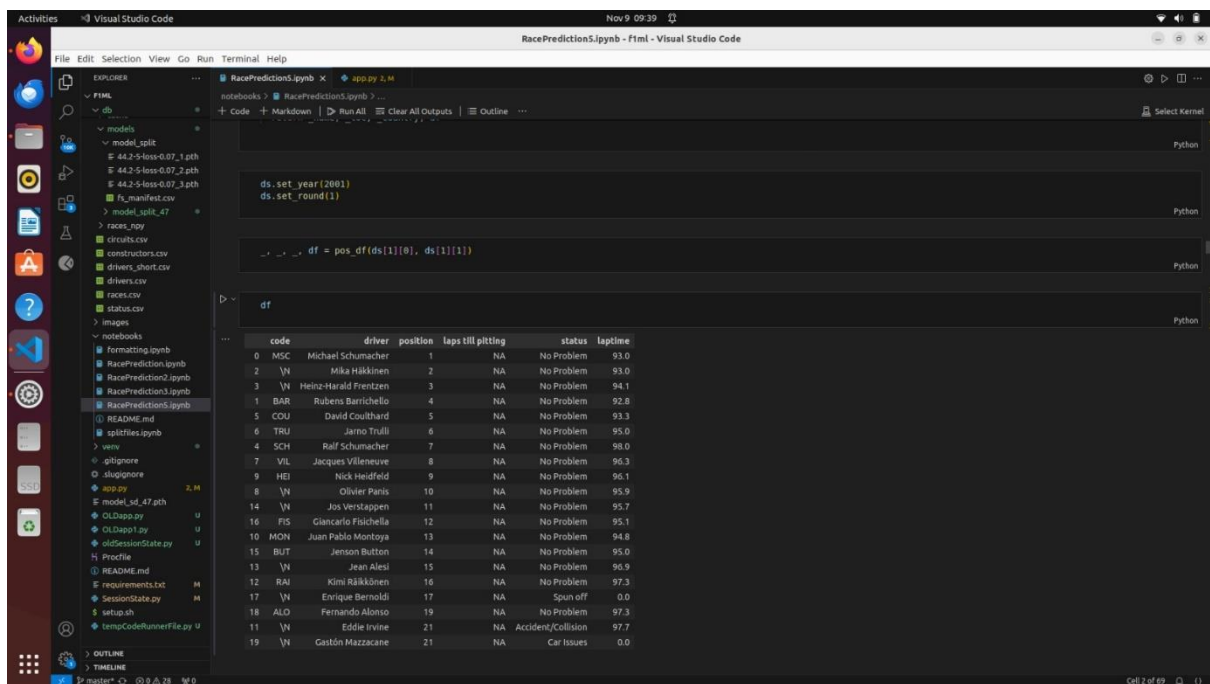 Activities Visual Studio Code Nov 9 09:39
RacePrediction5.ipynb - f1ml - Visual Studio Code
File Edit Selection View Go Run Terminal Help
EXPLORER ...
RacePrediction5.ipynb × app.py 2, M
F1ML
notebooks > RacePrediction5.ipynb > ...
db
+ Code + Markdown | Run All Clear All Outputs | Outline ...
Select Kernel
models
model_split
44.2-5-loss-0.07_1.pth
44.2-5-loss-0.07_2.pth
44.2-5-loss-0.07_3.pth
fs_manifest.csv
model_split_47
races_npy
circuits.csv
constructors.csv
drivers_short.csv
drivers.csv
races.csv
status.csv
images
notebooks
formatting.ipynb
RacePrediction.ipynb
RacePrediction2.ipynb
RacePrediction3.ipynb
RacePrediction5.ipynb
README.md
splitfiles.ipynb
venv
.gitignore
.slugignore
app.py 2, M
model_sd_47.pth
OLDapp.py U
OLDapp1.py U
oldSessionState.py U
Procfile
README.md
requirements.txt M
SessionState.py M
$ setup.sh
tempCodeRunnerFile.py U
OUTLINE
TIMELINE
Python
ds.set_year(2001)
ds.set_round(1)
Python
_, _, _, df = pos_df(ds[1][0], ds[1][1])
Python
df
Python
...
code driver position laps till pitting status laptime
0 MSC Michael Schumacher 1 NA No Problem 93.0
2 \N Mika Häkkinen 2 NA No Problem 93.0
3 \N Heinz-Harald Frentzen 3 NA No Problem 94.1
1 BAR Rubens Barrichello 4 NA No Problem 92.8
5 COU David Coulthard 5 NA No Problem 93.3
6 TRU Jarno Trulli 6 NA No Problem 95.0
4 SCH Ralf Schumacher 7 NA No Problem 98.0
7 VIL Jacques Villeneuve 8 NA No Problem 96.3
9 HEI Nick Heidfeld 9 NA No Problem 96.1
8 \N Olivier Panis 10 NA No Problem 95.9
14 \N Jos Verstappen 11 NA No Problem 95.7
16 FIS Giancarlo Fisichella 12 NA No Problem 95.1
10 MON Juan Pablo Montoya 13 NA No Problem 94.8
15 BUT Jenson Button 14 NA No Problem 95.0
13 \N Jean Alesi 15 NA No Problem 96.9
12 RAI Kimi Räikkönen 16 NA No Problem 97.3
17 \N Enrique Bernoldi 17 NA Spun off 0.0
18 ALO Fernando Alonso 19 NA No Problem 97.3
11 \N Eddie Irvine 21 NA Accident/Collision 97.7
19 \N Gastón Mazzacane 21 NA Car Issues 0.0
master* 0 28 0
Cell 2 of 69